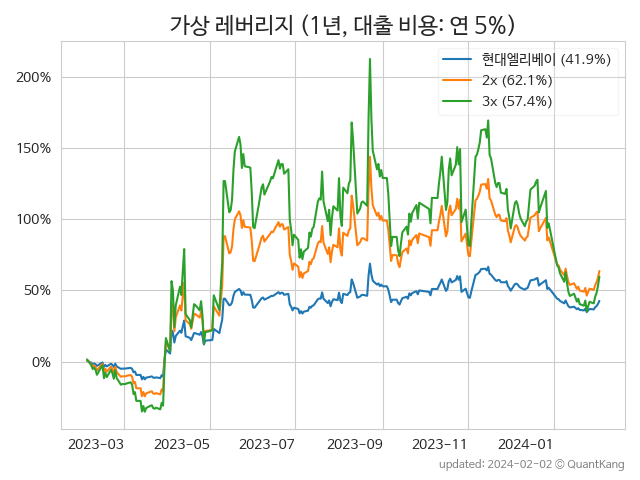 가상 레버리지 (1년, 대출 비용: 연 5%)
현대엘리베이 (41.9%)
2x (62.1%)
3x (57.4%)
200%
150%
100%
50%
0%
2023-03
2023-05
2023-07
2023-09
2023-11
2024-01
updated: 2024-02-02 © QuantKang